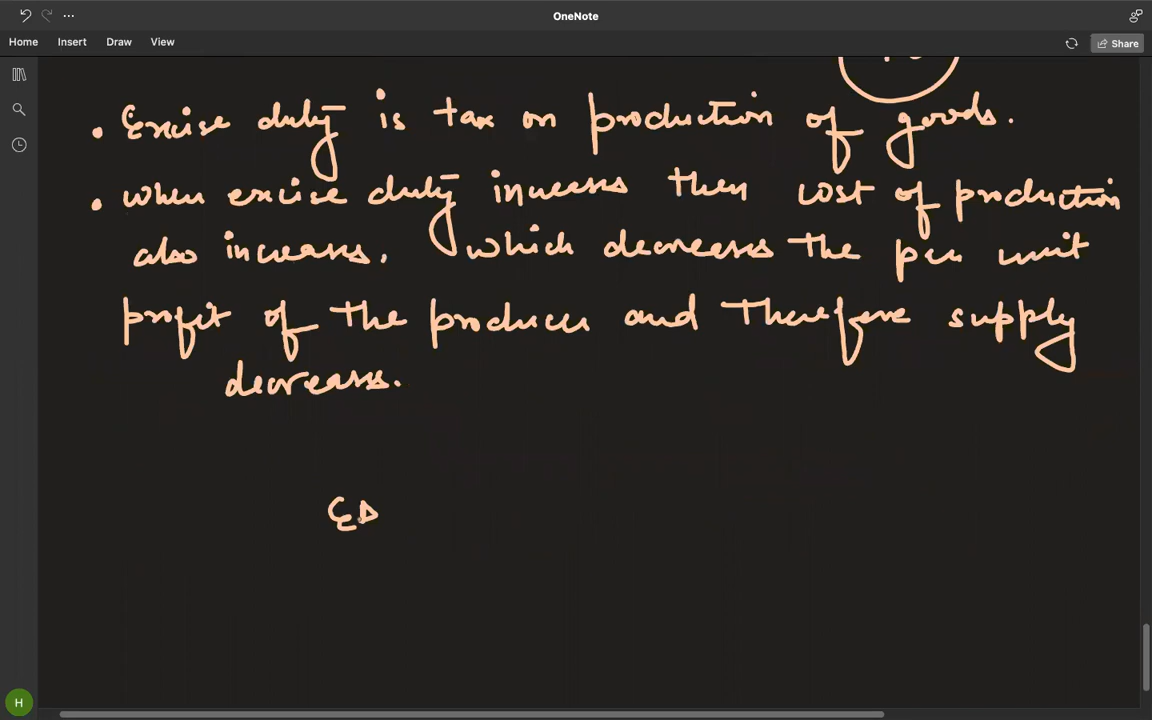 OneNote
Home Insert Draw View Share
• Excise duty is tax on production of goods.
• when excise duty increases then cost of production
also increases. which decreases the per unit
profit of the producer and therefore supply
decreases.
ED
H